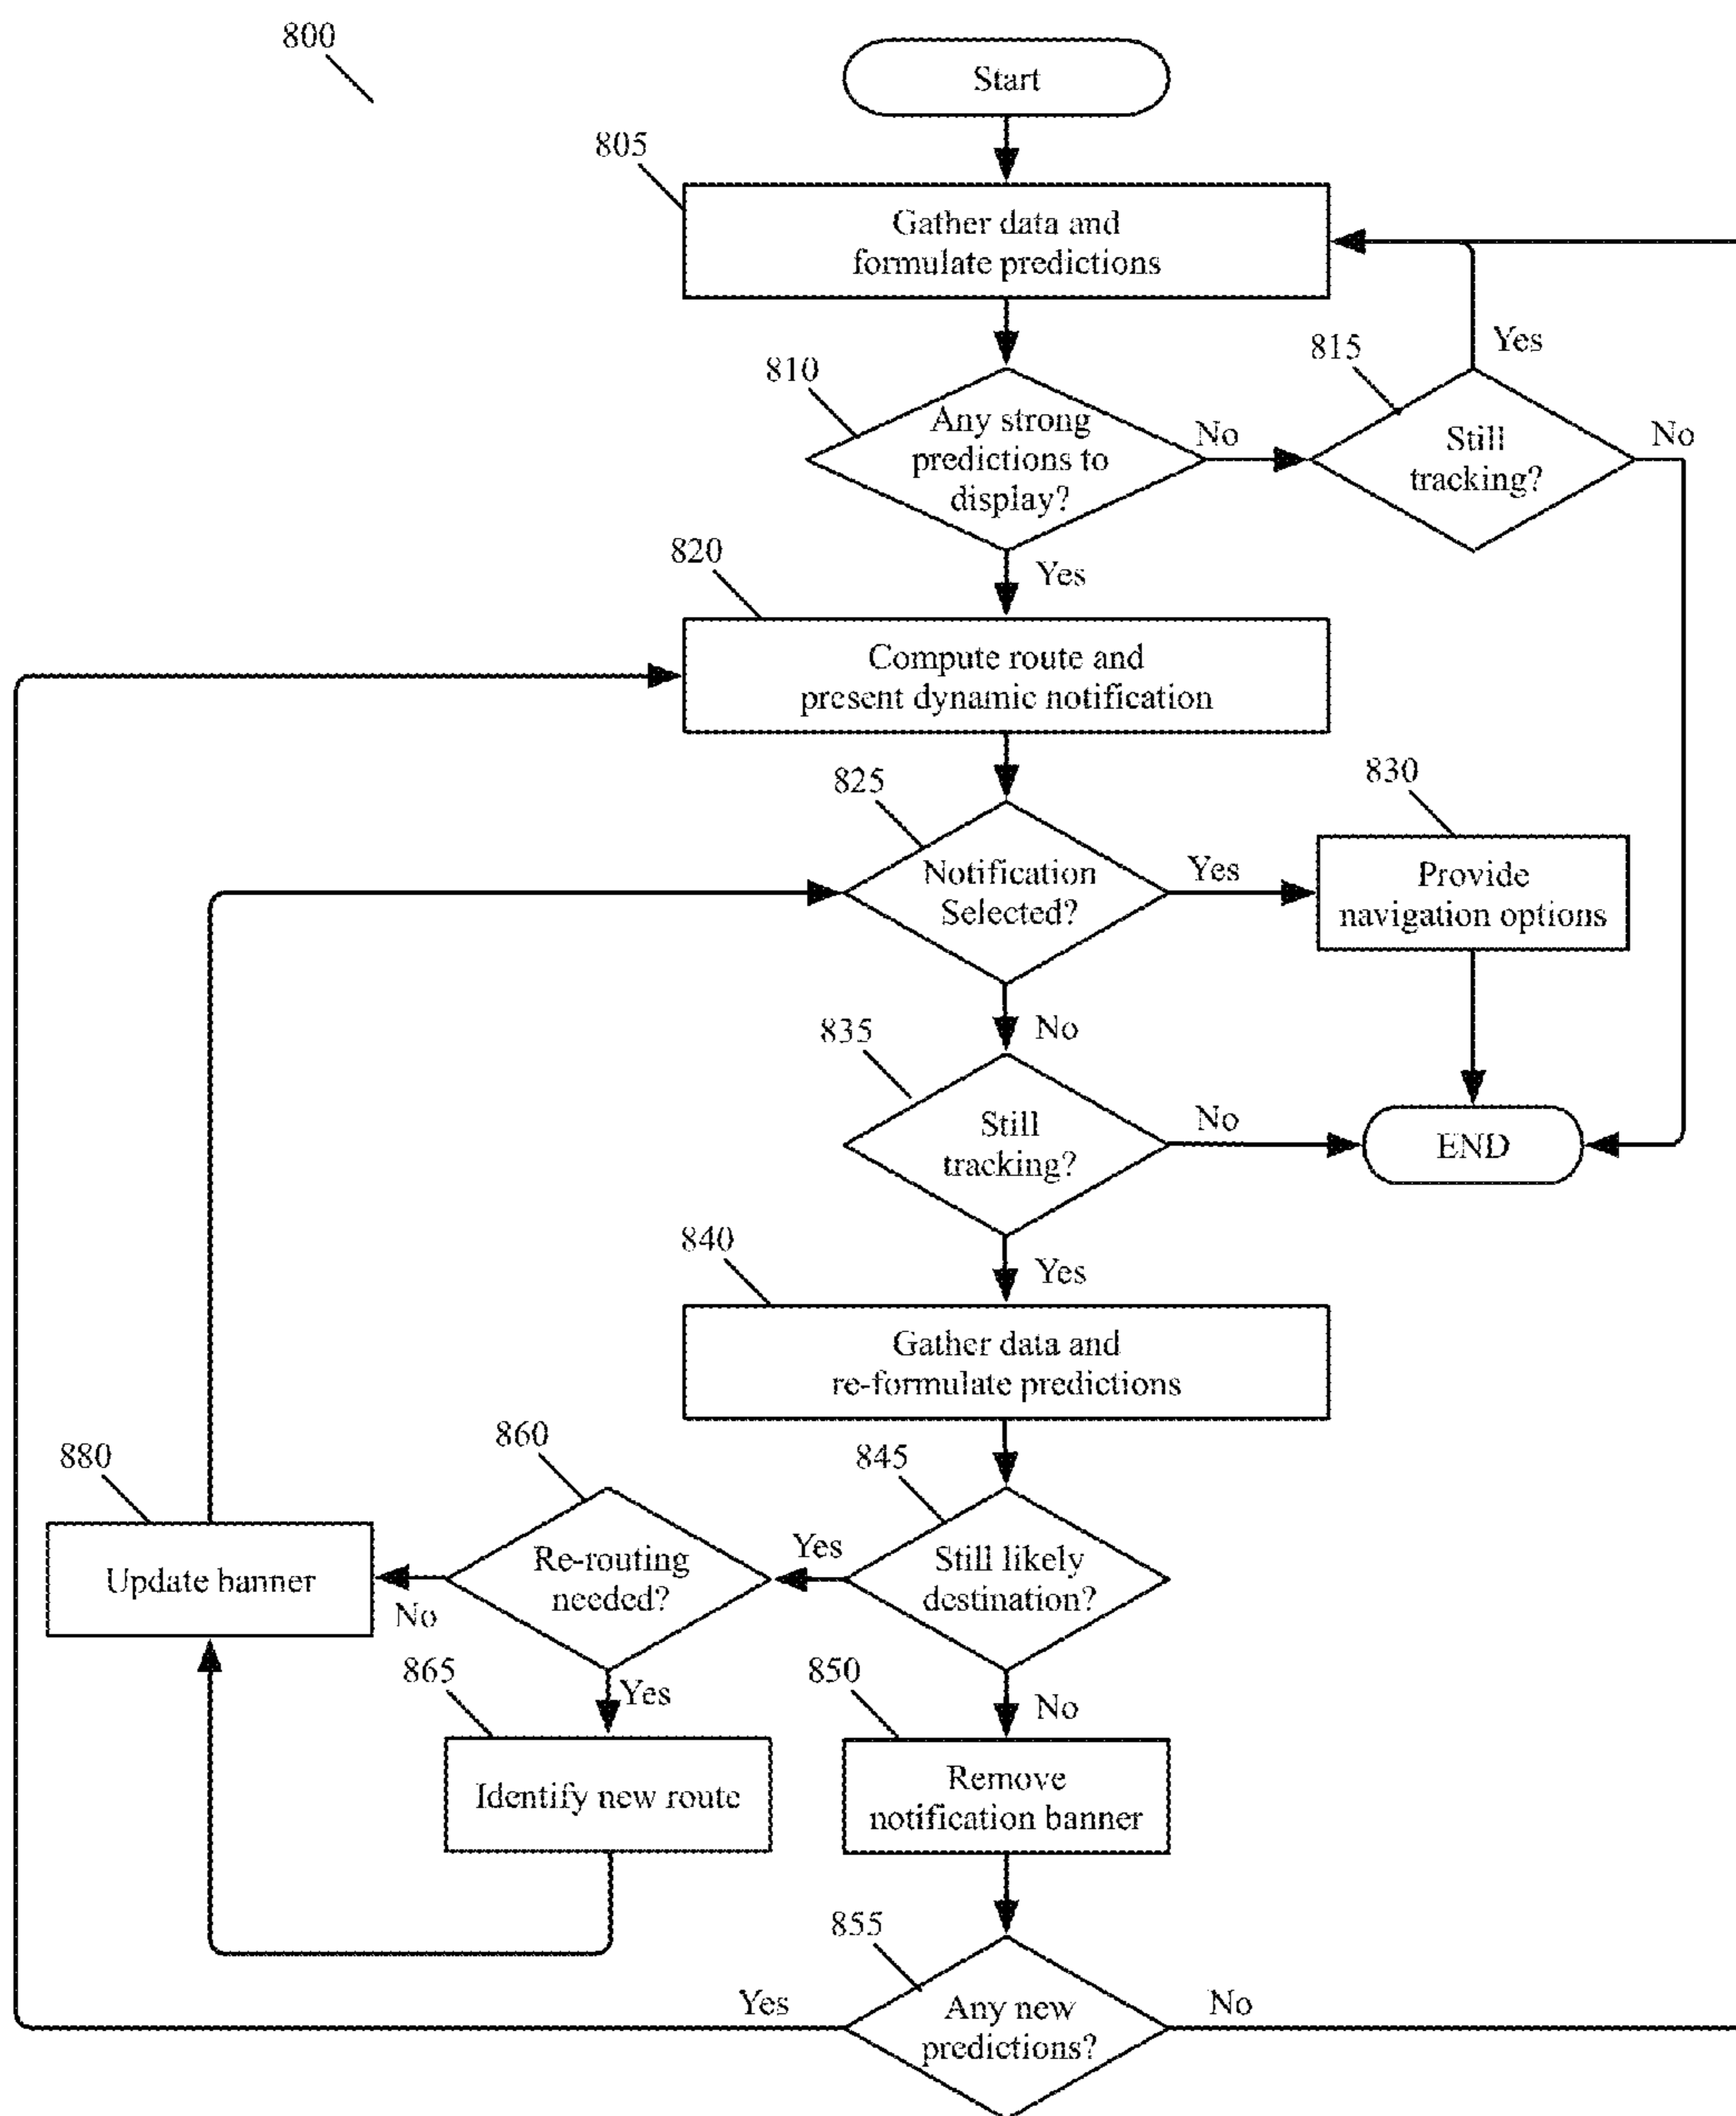 800
Start
805
Gather data and
formulate predictions
810
Any strong
predictions to
display?
No
815
Still
tracking?
Yes
No
Yes
820
Compute route and
present dynamic notification
825
Notification
Selected?
Yes
830
Provide
navigation options
No
835
Still
tracking?
No
END
Yes
840
Gather data and
re-formulate predictions
845
Still likely
destination?
Yes
860
Re-routing
needed?
No
880
Update banner
Yes
865
Identify new route
No
850
Remove
notification banner
855
Any new
predictions?
Yes
No